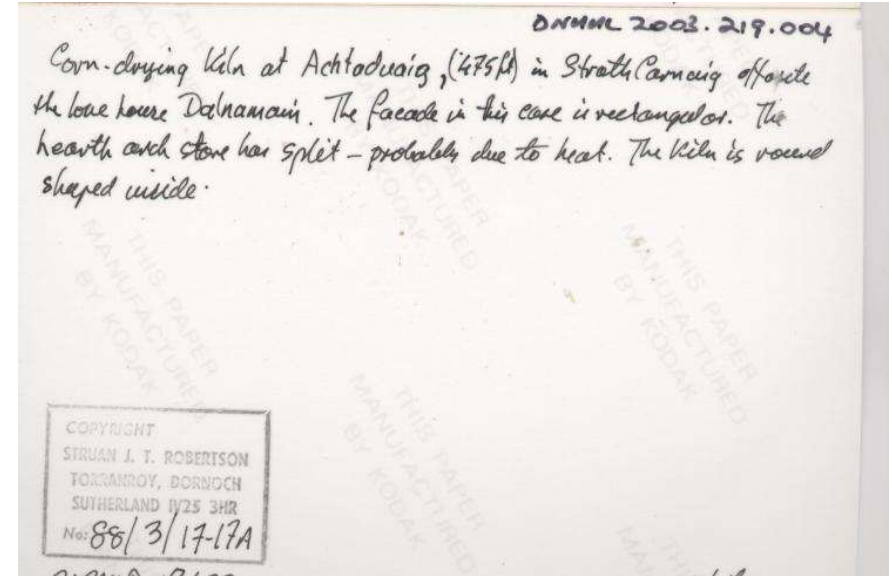 DNHHL 2003.219.004
Corn-drying Kiln at Achtaduaig, (475ft) in Strath Carnaig opposite
the lone house Dalnamain. The facade in this case is rectangular. The
hearth arch stone has split – probably due to heat. The Kiln is round
shaped inside.
THIS PAPER
MANUFACTURED
BY KODAK
COPYRIGHT
STRUAN J. T. ROBERTSON
TORRANROY, DORNOCH
SUTHERLAND IV25 3HR
No: 88/3/17-17A